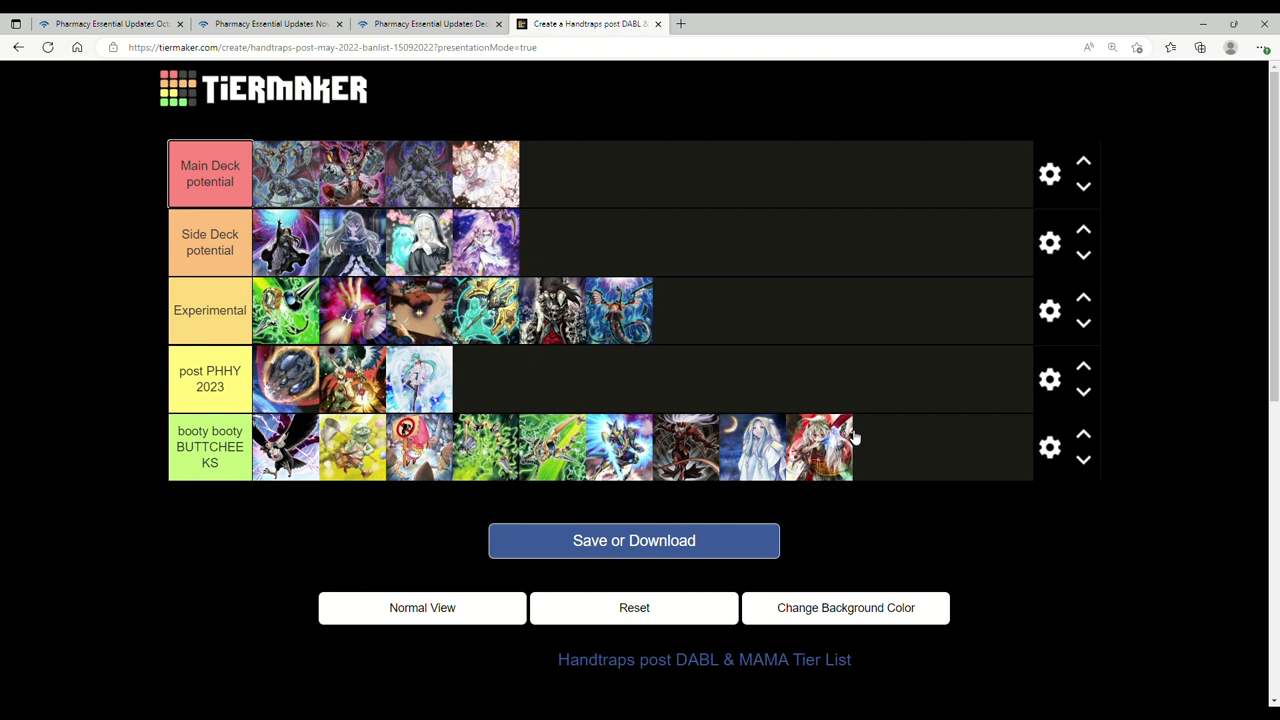 Pharmacy Essential Updates Oct
Pharmacy Essential Updates Nov
Pharmacy Essential Updates Dec
Create a Handtraps post DABL &
https://tiermaker.com/create/handtraps-post-may-2022-banlist-15092022?presentationMode=true
TiERMAKER
Main Deck
potential
Side Deck
potential
Experimental
post PHHY
2023
booty booty
BUTTCHEE
KS
Save or Download
Normal View
Reset
Change Background Color
Handtraps post DABL & MAMA Tier List